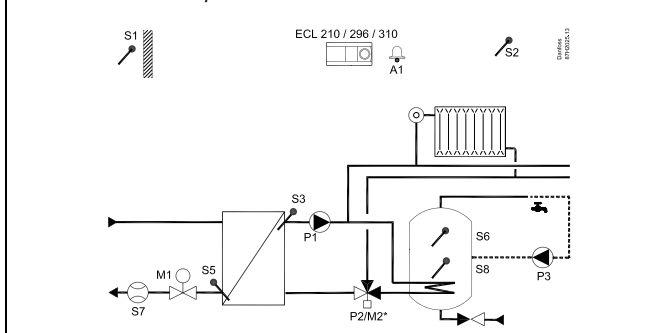 S1
ECL 210 / 296 / 310
A1
S2
Danfoss
87H2025.13
S3
P1
S6
S5
S8
M1
P3
S7
P2/M2*